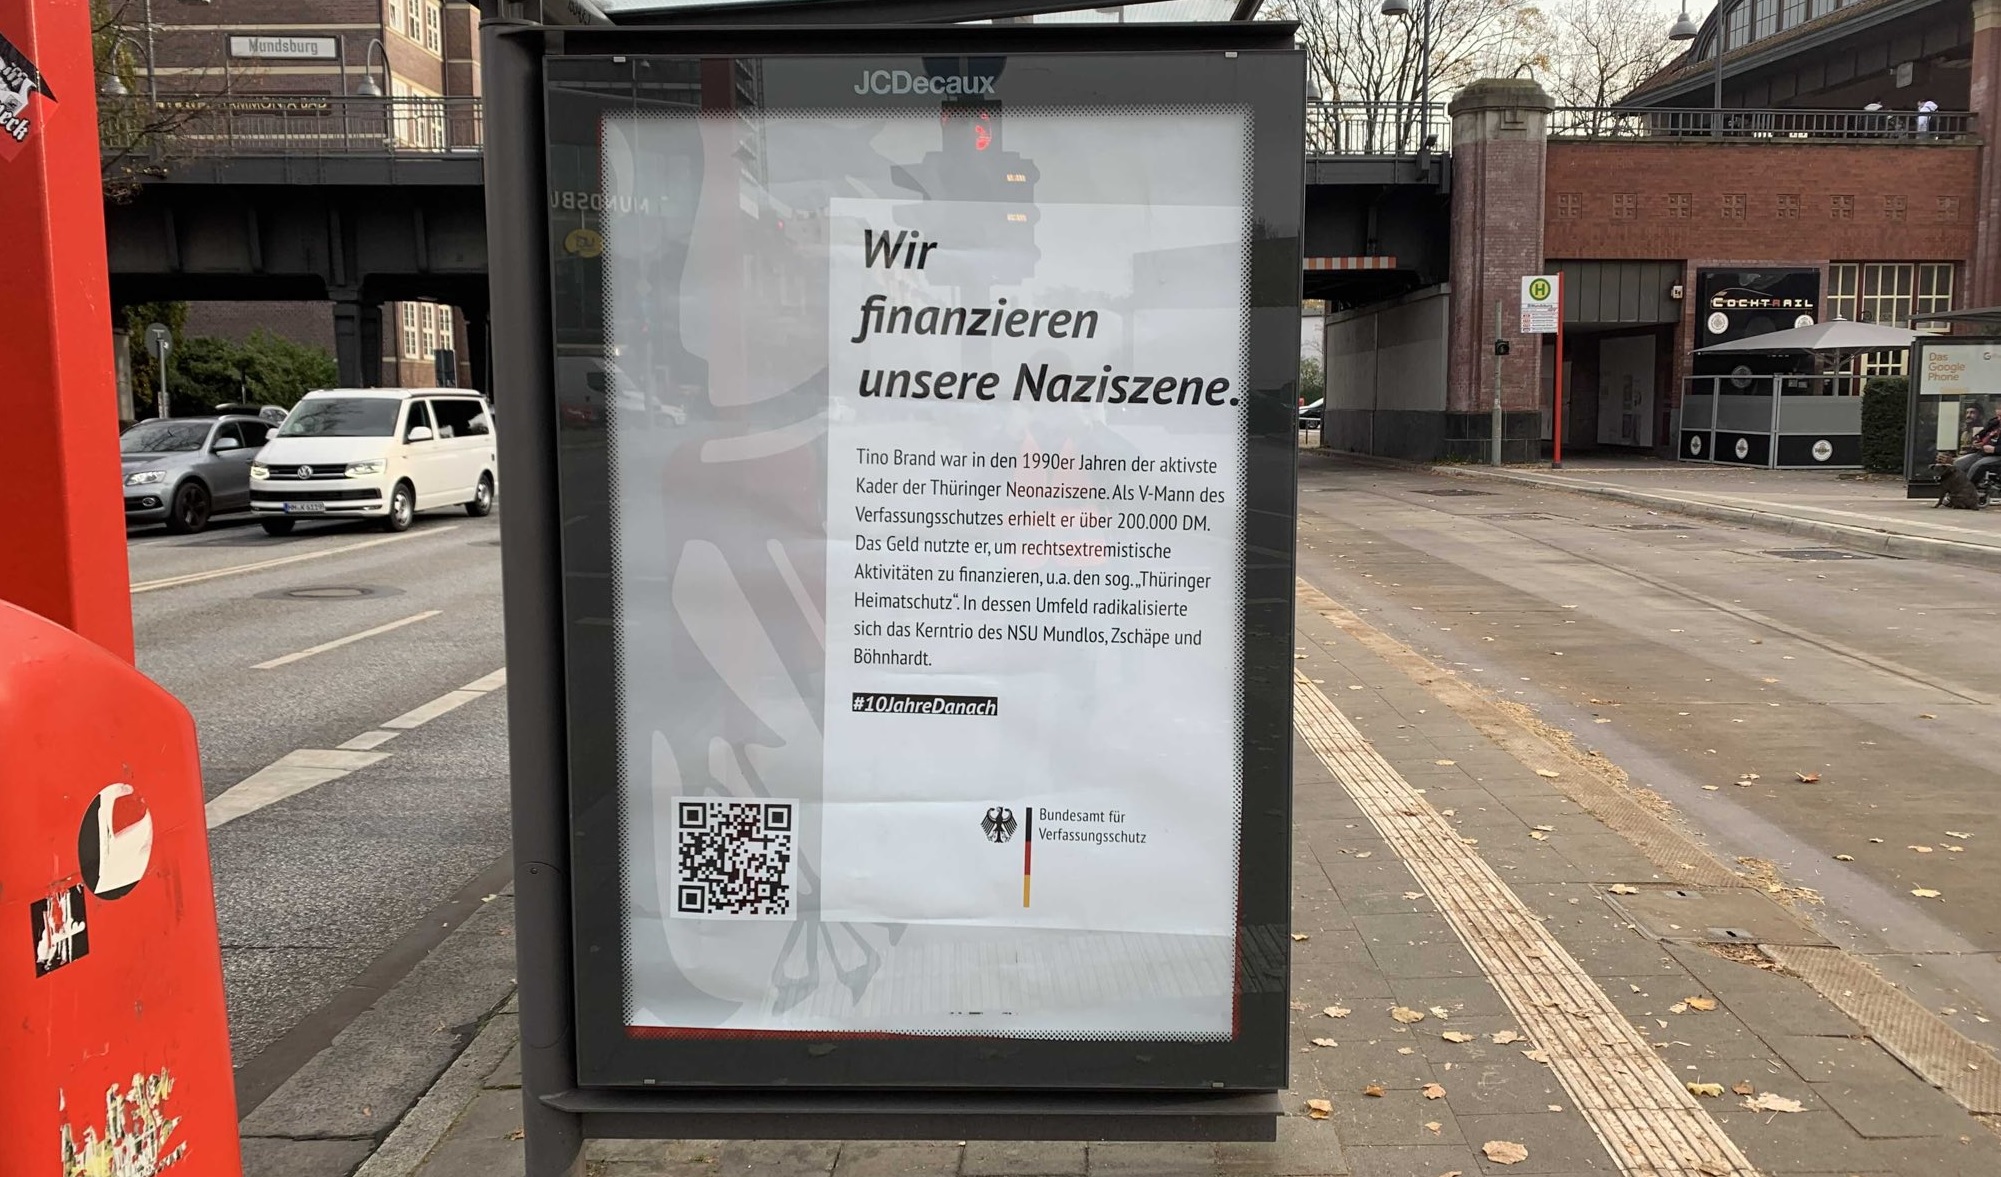 Mundsburg
JCDecaux
MUNDSBU
Wir
finanzieren
unsere Naziszene.
Tino Brand war in den 1990er Jahren der aktivste
Kader der Thüringer Neonaziszene. Als V-Mann des
Verfassungsschutzes erhielt er über 200.000 DM.
Das Geld nutzte er, um rechtsextremistische
Aktivitäten zu finanzieren, u.a. den sog. „Thüringer
Heimatschutz“. In dessen Umfeld radikalisierte
sich das Kerntrio des NSU Mundlos, Zschäpe und
Böhnhardt.
#10JahreDanach
Bundesamt für
Verfassungsschutz
H
COCKTRAIL
Das
Google
Phone